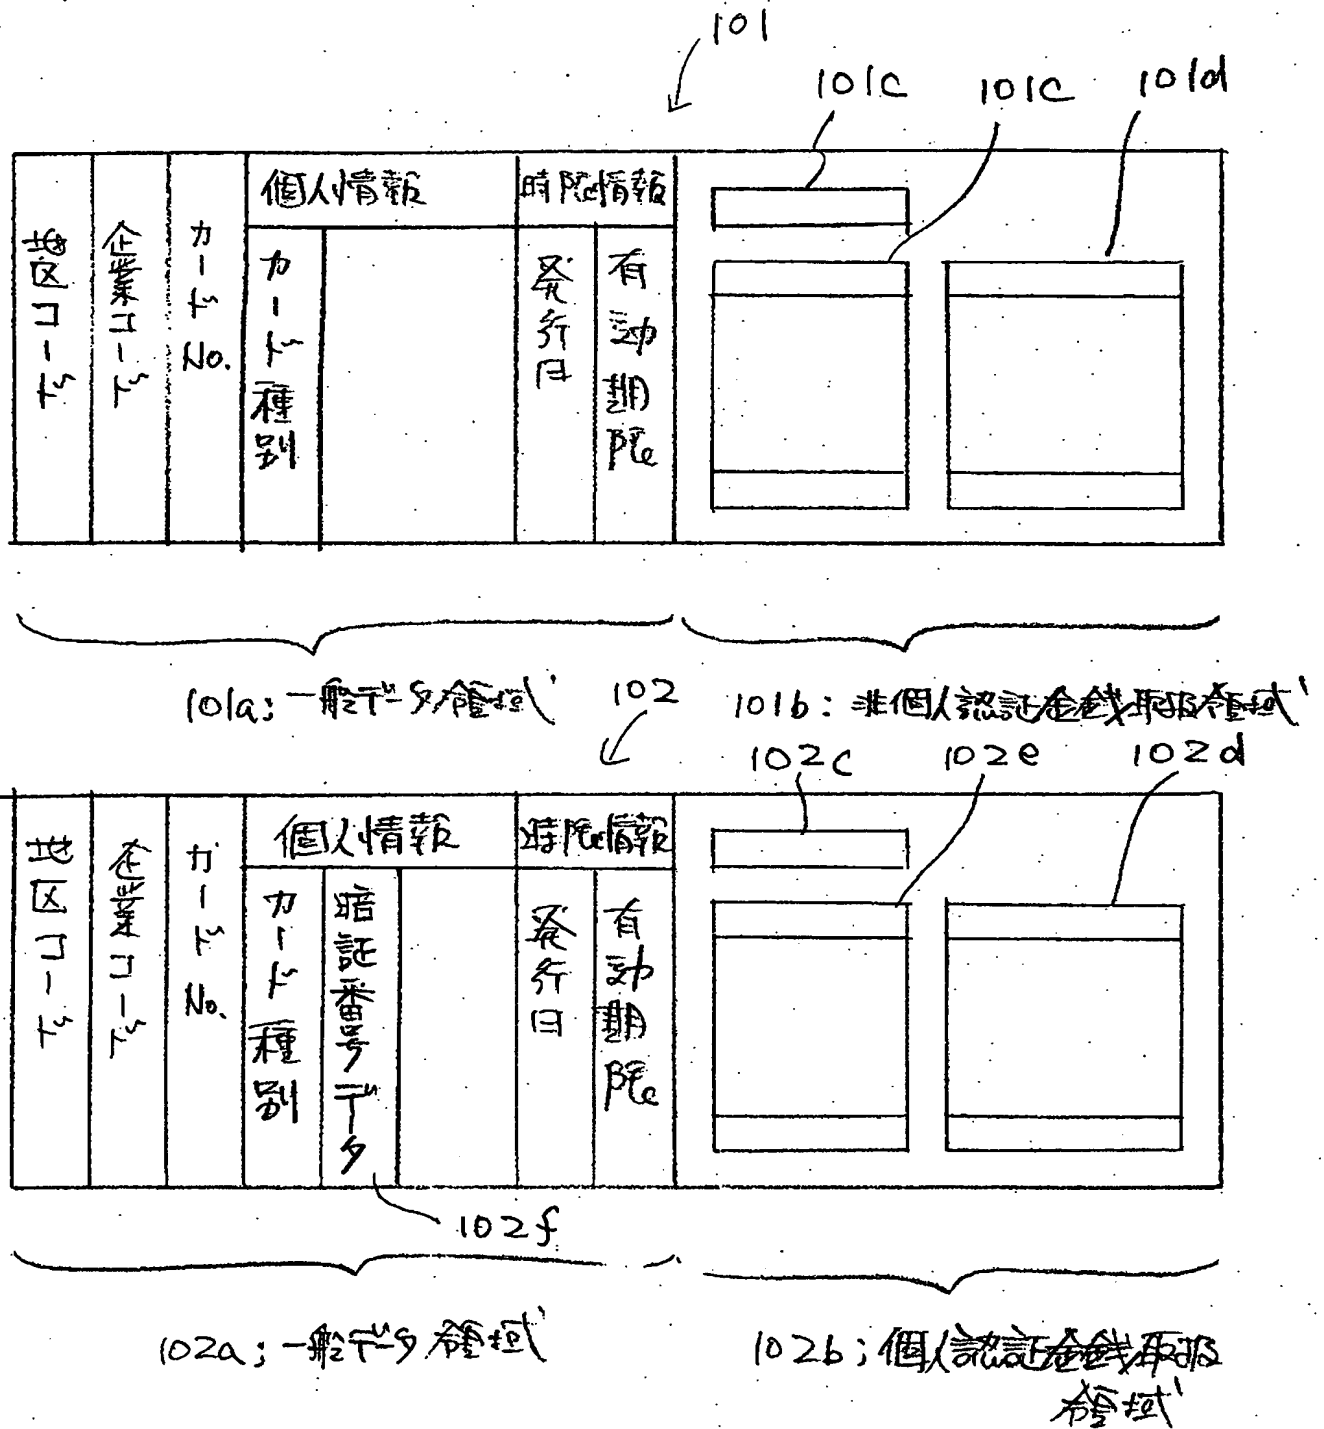 101
101c
101c
101d
地区コード
企業コード
カードNo.
個人情報
カード種別
時限情報
発行日
有効期限
101a;一般データ領域
101b:非個人認証金銭取扱領域
102
102c
102e
102d
地区コード
企業コード
カードNo.
個人情報
カード種別
暗証番号データ
時限情報
発行日
有効期限
102f
102a;一般データ領域
102b;個人認証金銭取扱
領域